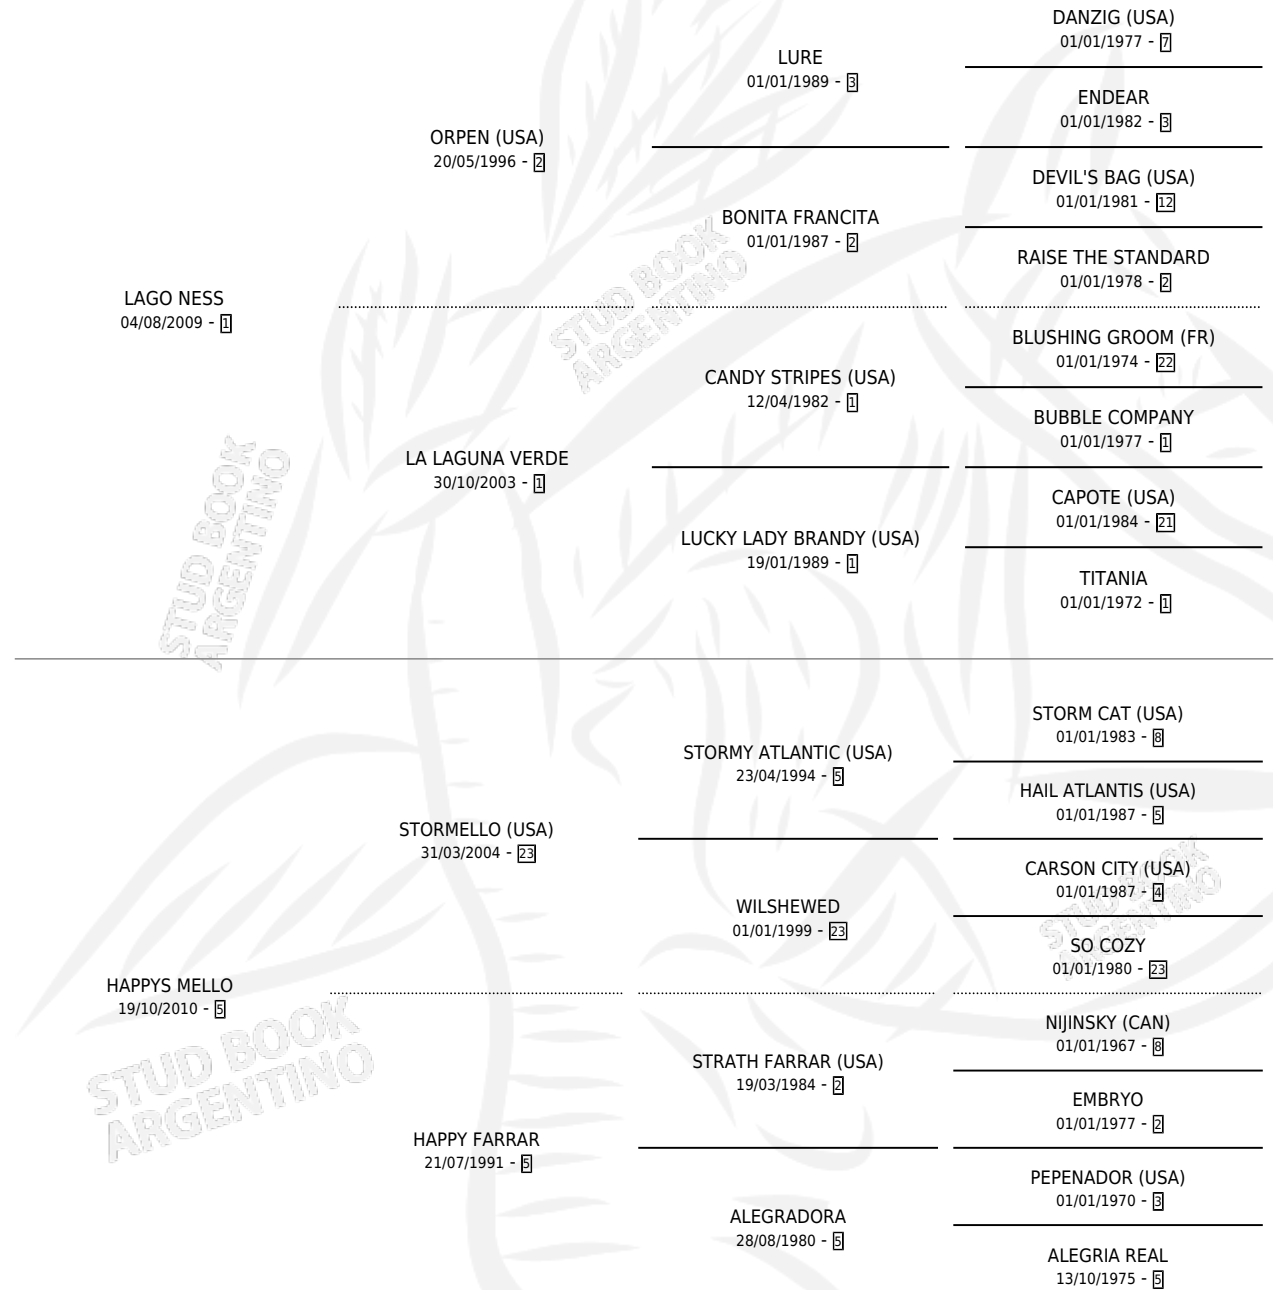 DANZIG (USA)
01/01/1977 - 7
LURE
01/01/1989 - 3
ENDEAR
01/01/1982 - 3
ORPEN (USA)
20/05/1996 - 2
DEVIL'S BAG (USA)
01/01/1981 - 12
BONITA FRANCITA
01/01/1987 - 2
RAISE THE STANDARD
01/01/1978 - 2
LAGO NESS
04/08/2009 - 1
BLUSHING GROOM (FR)
01/01/1974 - 22
CANDY STRIPES (USA)
12/04/1982 - 1
BUBBLE COMPANY
01/01/1977 - 1
LA LAGUNA VERDE
30/10/2003 - 1
CAPOTE (USA)
01/01/1984 - 21
LUCKY LADY BRANDY (USA)
19/01/1989 - 1
TITANIA
01/01/1972 - 1
STORM CAT (USA)
01/01/1983 - 8
STORMY ATLANTIC (USA)
23/04/1994 - 5
HAIL ATLANTIS (USA)
01/01/1987 - 5
STORMELLO (USA)
31/03/2004 - 23
CARSON CITY (USA)
01/01/1987 - 4
WILSHEWED
01/01/1999 - 23
SO COZY
01/01/1980 - 23
HAPPYS MELLO
19/10/2010 - 5
NIJINSKY (CAN)
01/01/1967 - 8
STRATH FARRAR (USA)
19/03/1984 - 2
EMBRYO
01/01/1977 - 2
HAPPY FARRAR
21/07/1991 - 5
PEPENADOR (USA)
01/01/1970 - 3
ALEGRADORA
28/08/1980 - 5
ALEGRIA REAL
13/10/1975 - 5
STUD BOOK
ARGENTINO
STUD BOOK
ARGENTINO
STUD BOOK
ARGENTINO
STUD BOOK
ARGENTINO